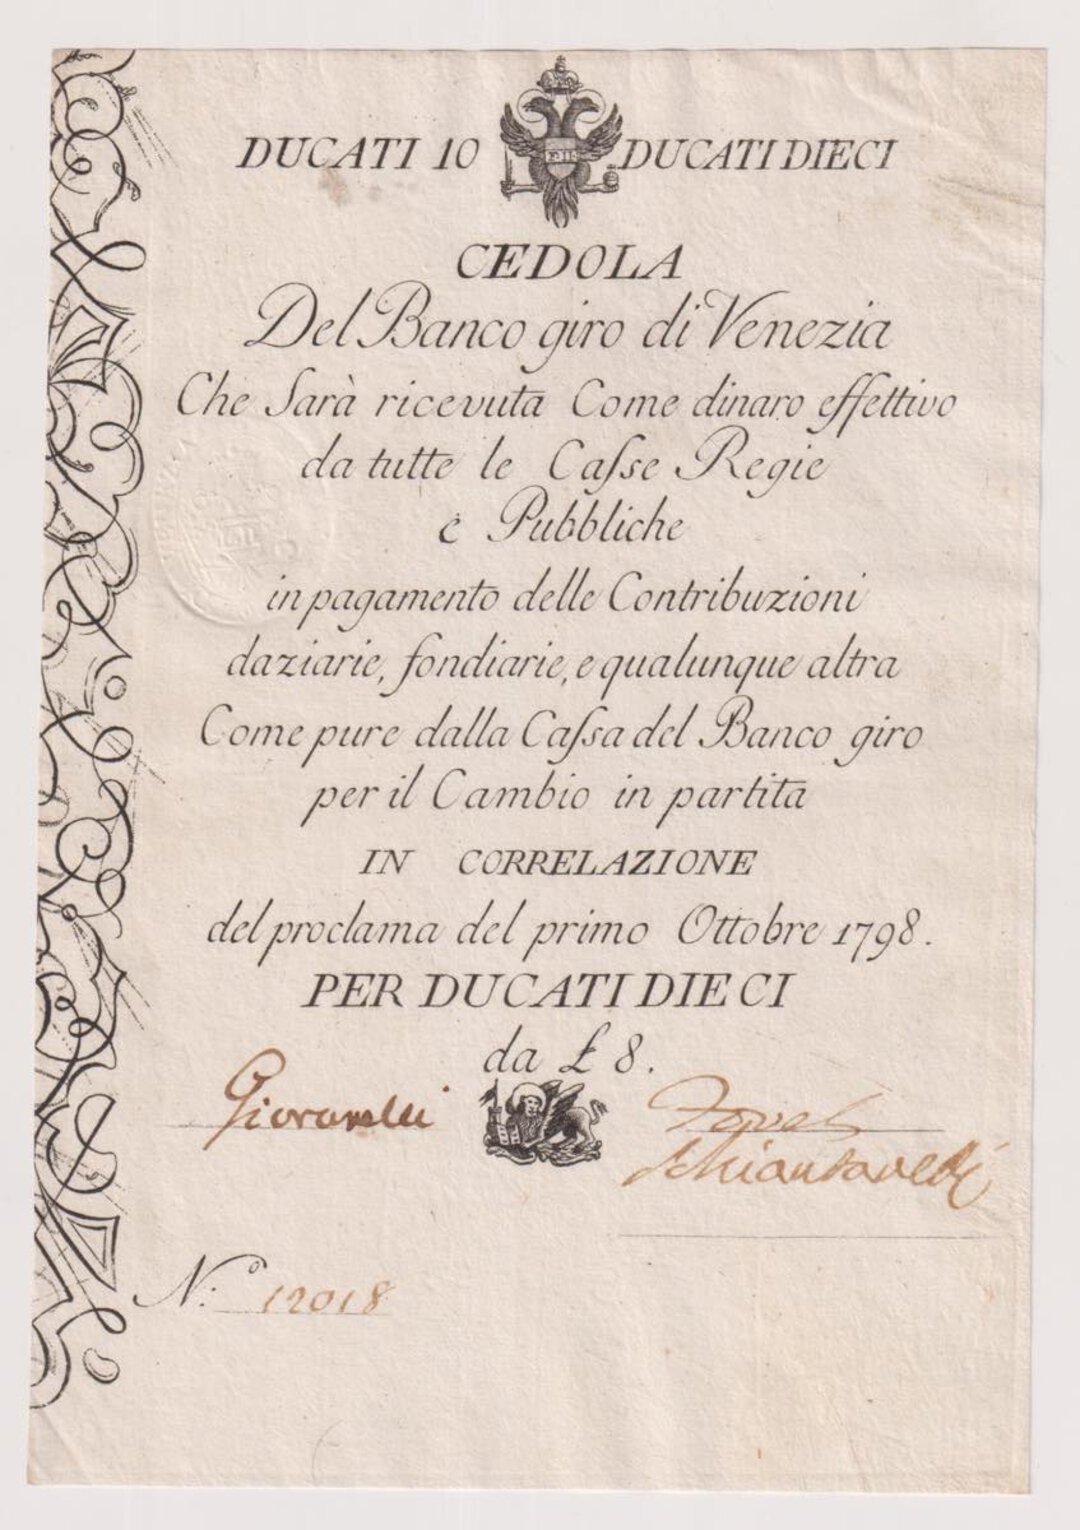 DUCATI 10 DUCATI DIECI
CEDOLA
Del Banco giro di Venezia
Che Sarà ricevuta Come dinaro effettivo
da tutte le Caſse Regie
e Pubbliche
in pagamento delle Contribuzioni
daziarie, fondiarie, e qualunque altra
Come pure dalla Caſsa del Banco giro
per il Cambio in partita
IN CORRELAZIONE
del proclama del primo Ottobre 1798.
PER DUCATI DIECI
da £ 8.
N.º 12018